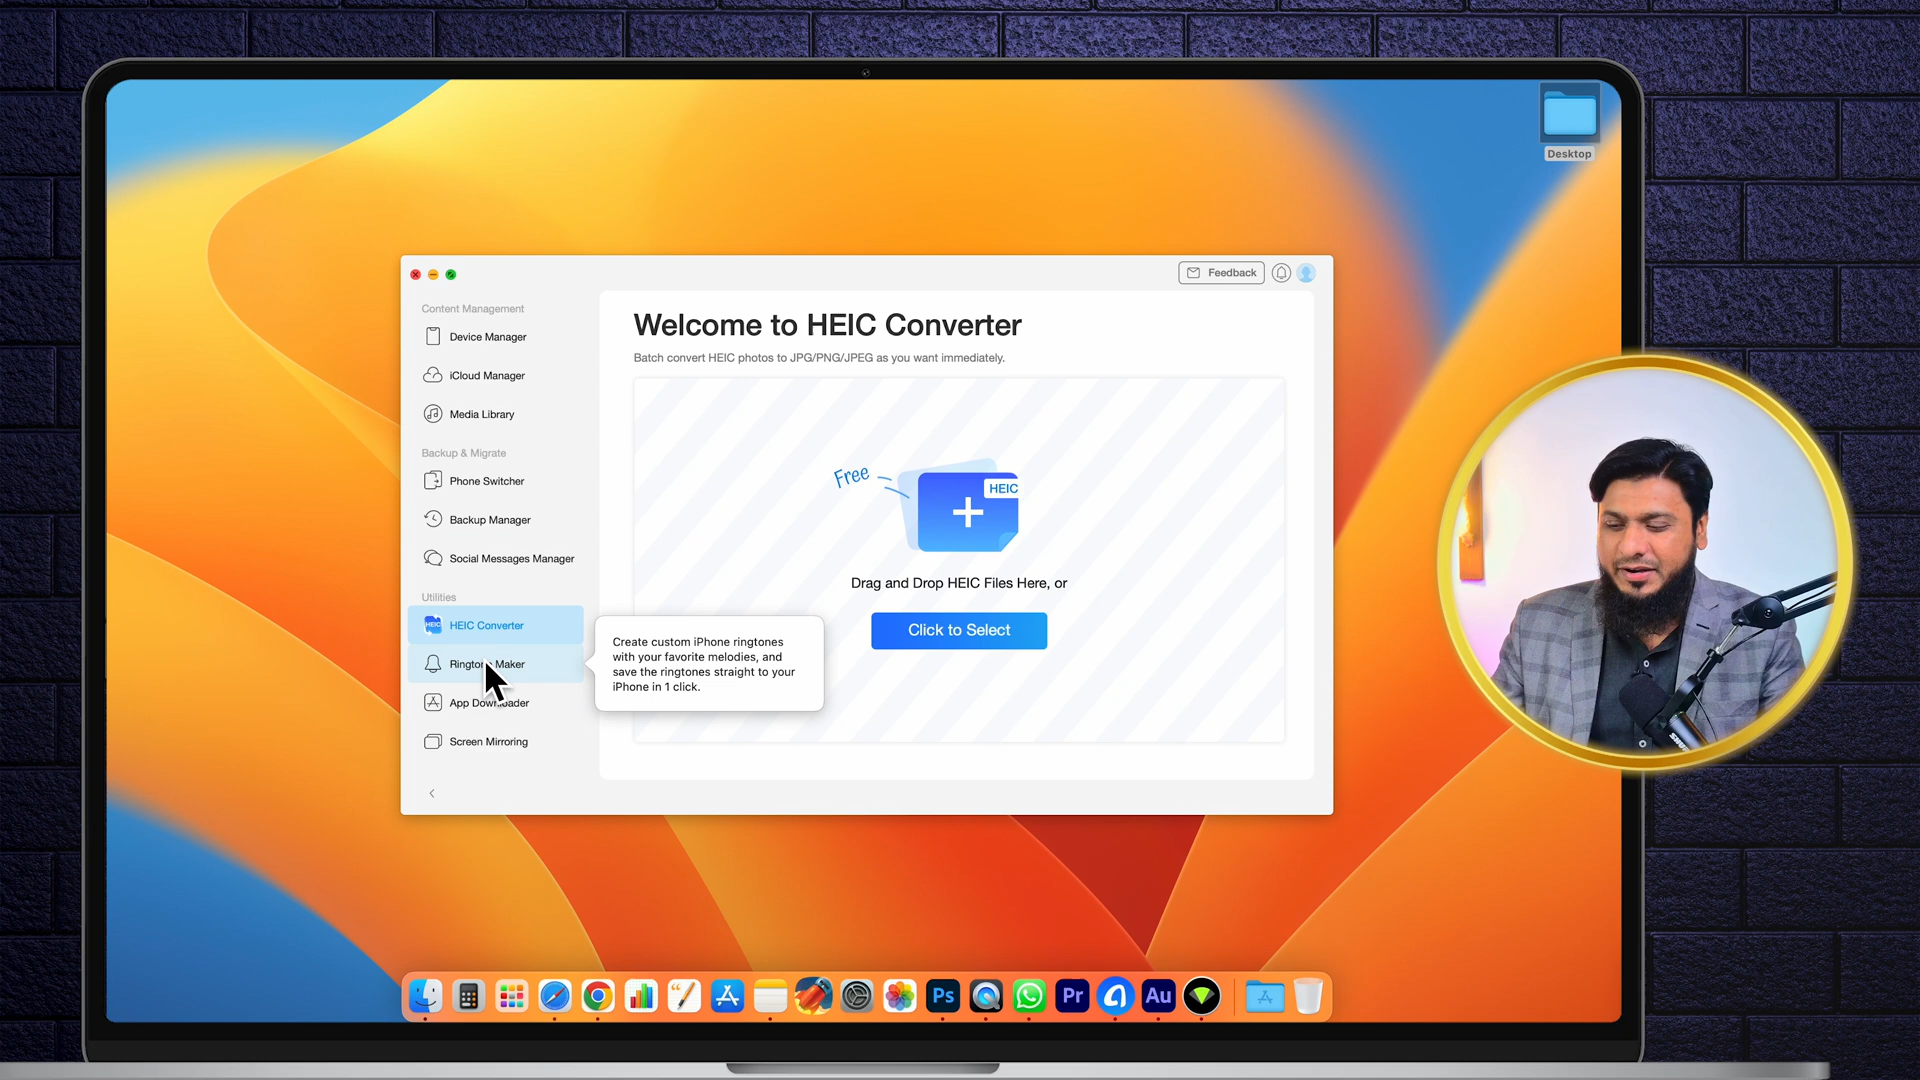 Desktop
Feedback
Content Management
Device Manager
iCloud Manager
Media Library
Backup & Migrate
Phone Switcher
Backup Manager
Social Messages Manager
Utilities
HEIC
HEIC Converter
Ringtone Maker
App Downloader
Screen Mirroring
Welcome to HEIC Converter
Batch convert HEIC photos to JPG/PNG/JPEG as you want immediately.
Free
HEIC
Drag and Drop HEIC Files Here, or
Click to Select
Create custom iPhone ringtones
with your favorite melodies, and
save the ringtones straight to your
iPhone in 1 click.
Ps
Pr
Au